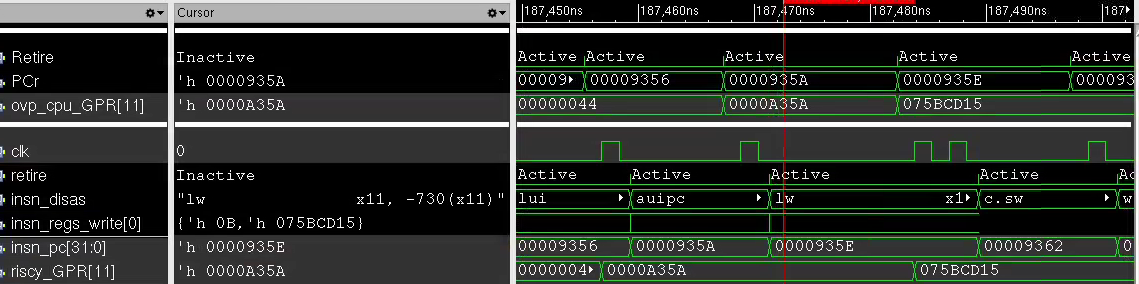 Cursor 187,450ns 187,460ns 187,470ns 187,480ns 187,490ns 187
Retire Inactive Active Active Active Active Active
PCr 'h 0000935A 00009 00009356 0000935A 0000935E 000093
ovp_cpu_GPR[11] 'h 0000A35A 00000044 0000A35A 075BCD15
clk 0
retire Inactive Active Active Active Active Ac
insn_disas "lw x11, -730(x11)" lui auipc lw x1 c.sw w
insn_regs_write[0] {'h 0B,'h 075BCD15}
insn_pc[31:0] 'h 0000935E 00009356 0000935A 0000935E 00009362 0
riscy_GPR[11] 'h 0000A35A 0000004 0000A35A 075BCD15